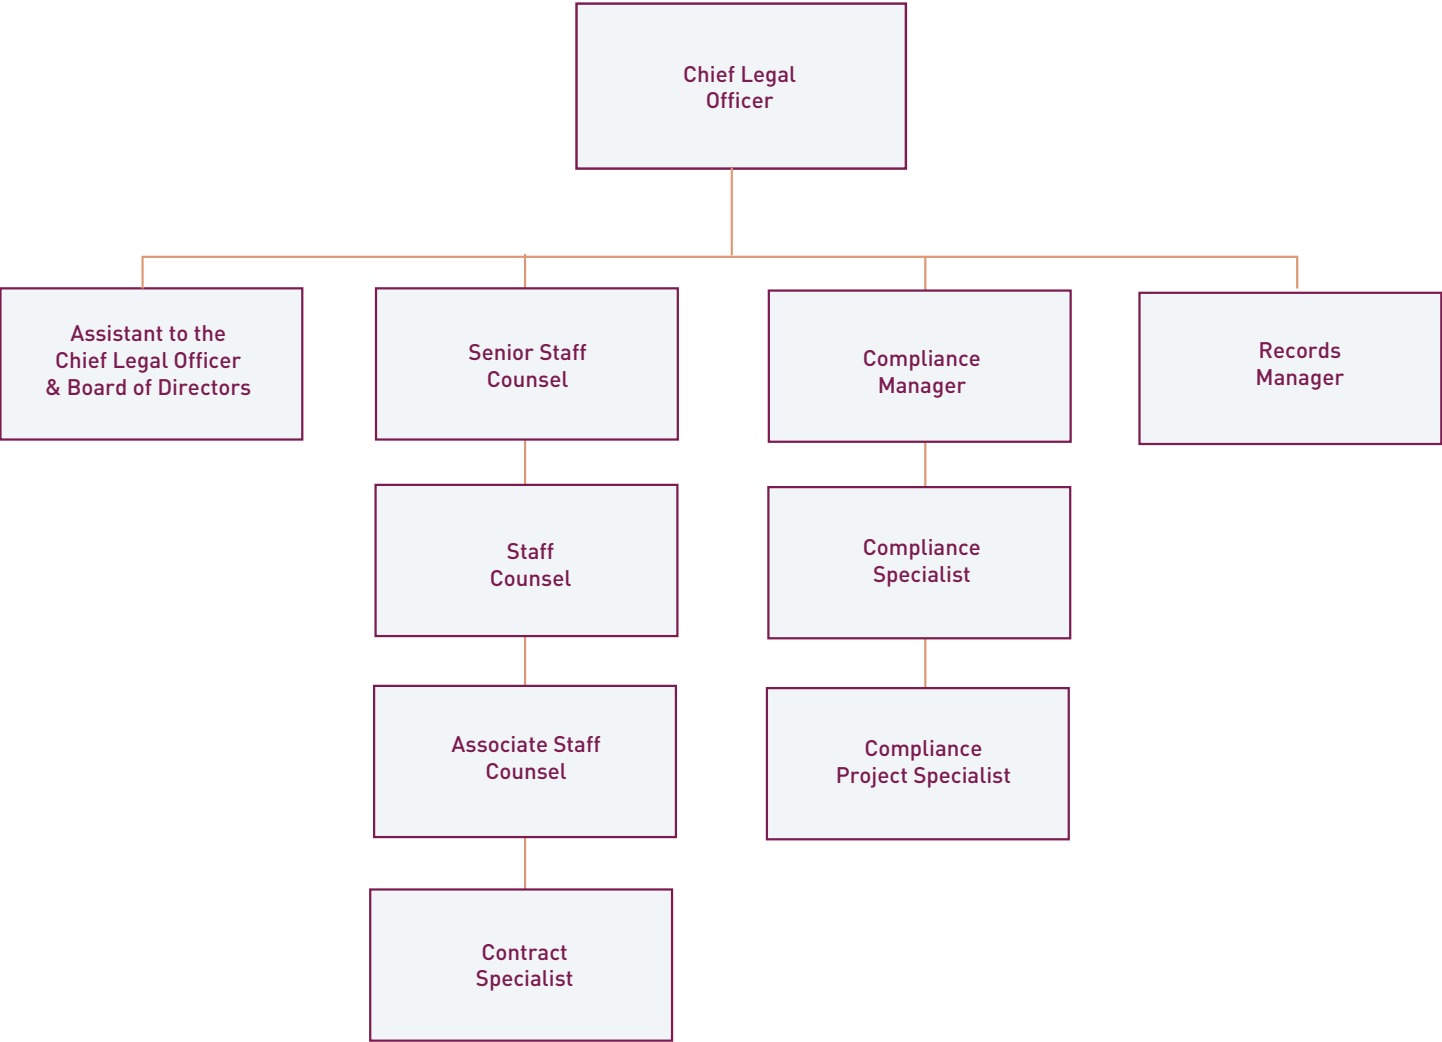 Chief Legal
Officer
Assistant to the
Chief Legal Officer
& Board of Directors
Senior Staff
Counsel
Compliance
Manager
Records
Manager
Staff
Counsel
Compliance
Specialist
Associate Staff
Counsel
Compliance
Project Specialist
Contract
Specialist